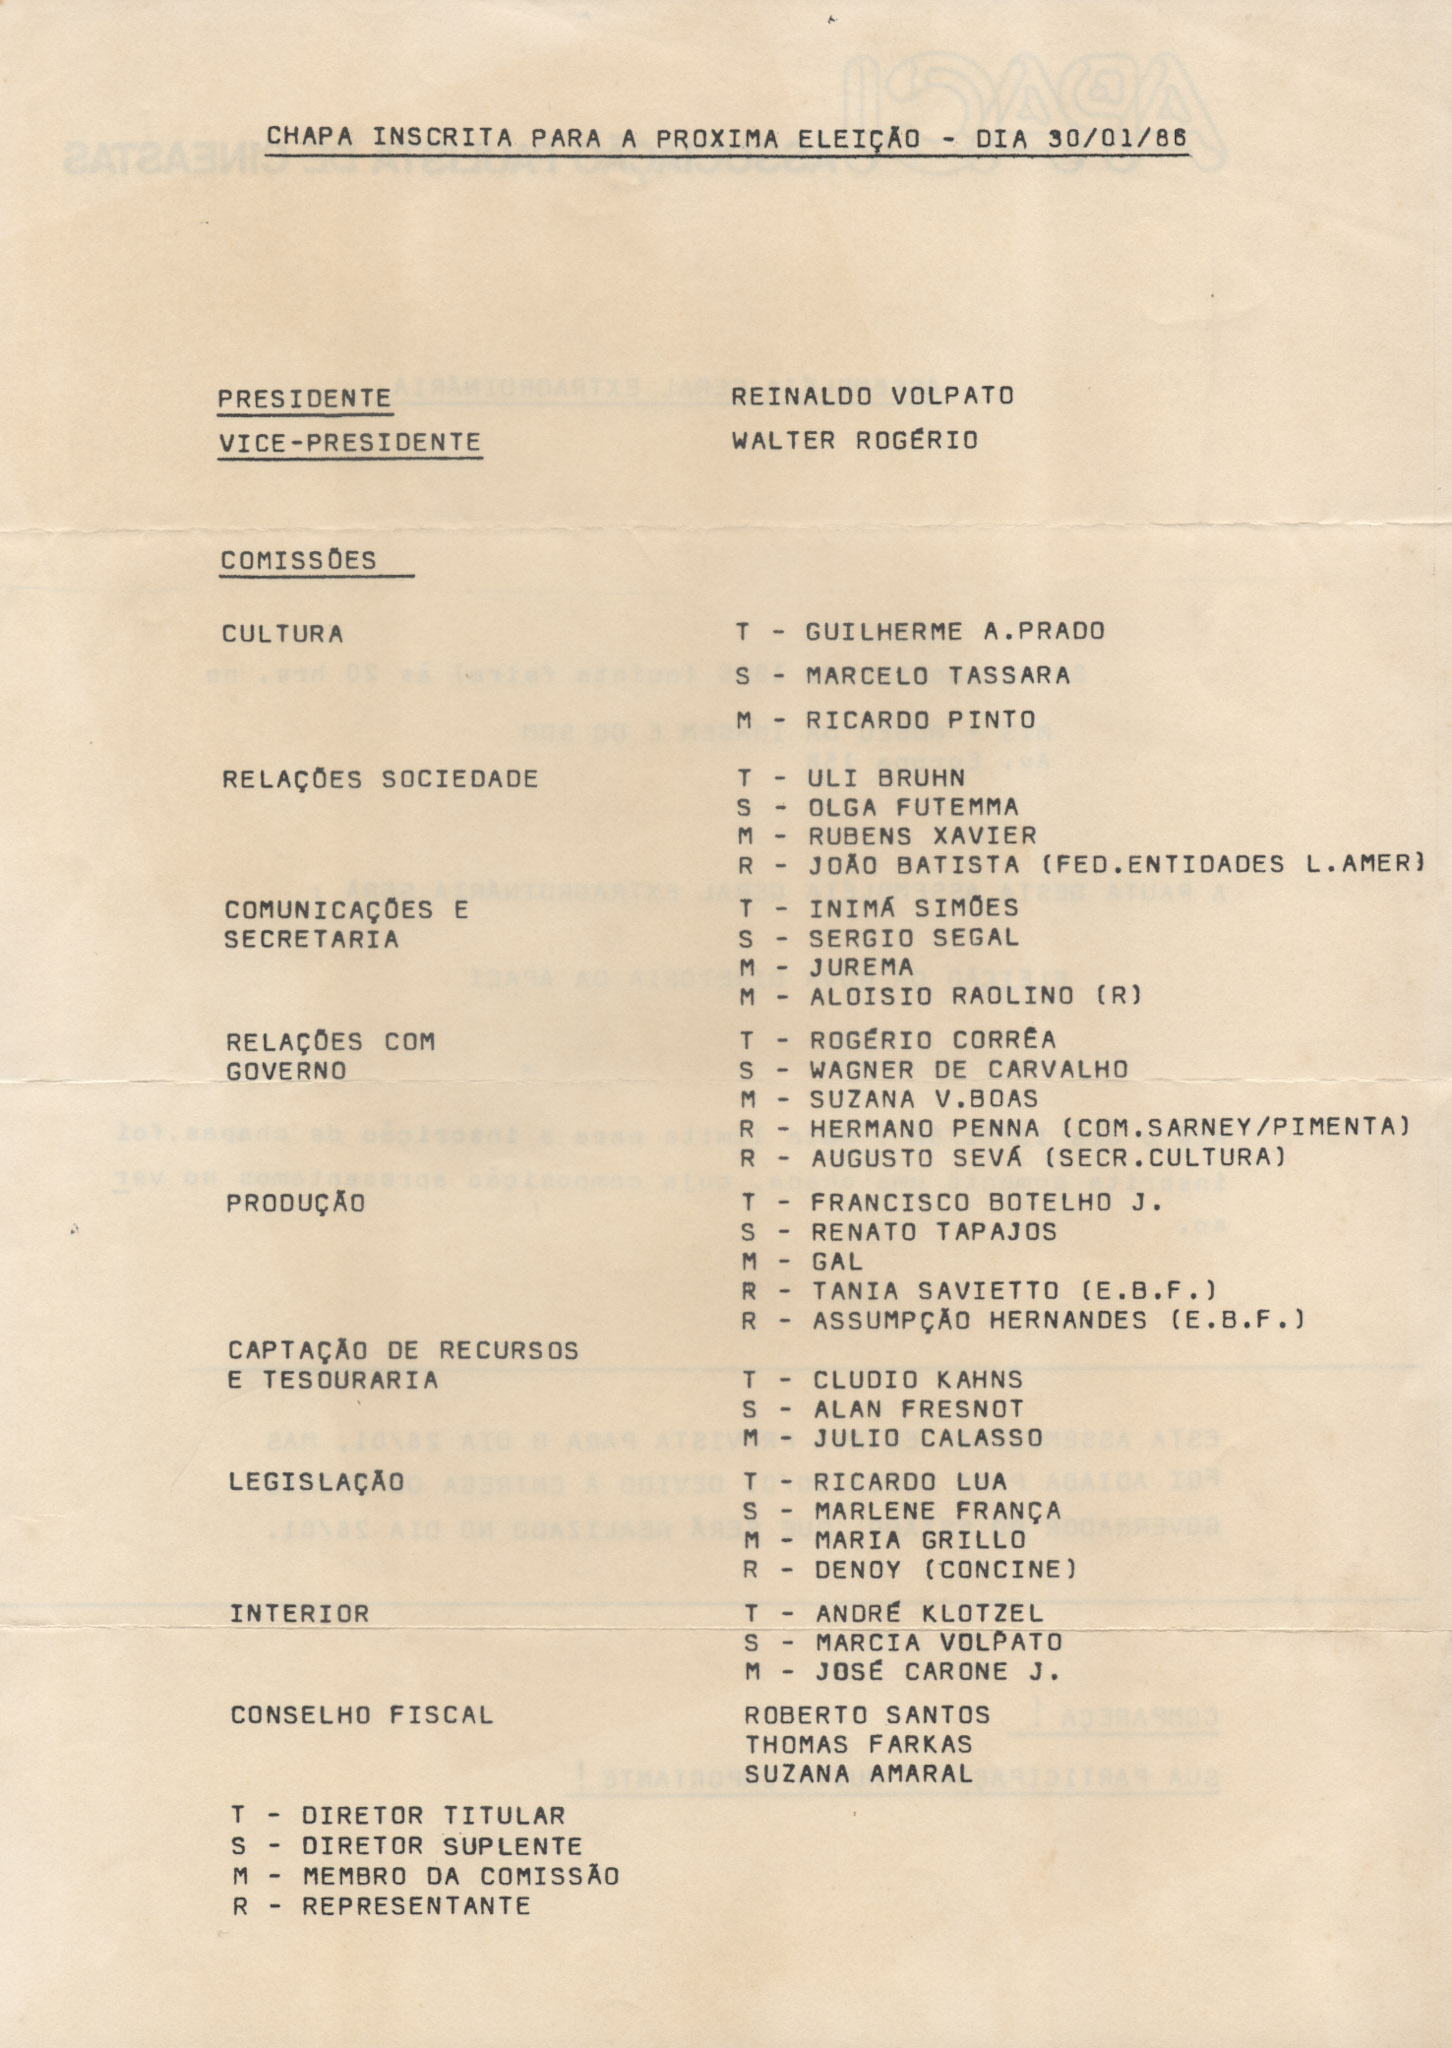 CHAPA INSCRITA PARA A PROXIMA ELEIÇÃO - DIA 30/01/86
PRESIDENTE REINALDO VOLPATO
VICE-PRESIDENTE WALTER ROGÉRIO
COMISSÕES
CULTURA T - GUILHERME A.PRADO
S - MARCELO TASSARA
M - RICARDO PINTO
RELAÇÕES SOCIEDADE T - ULI BRUHN
S - OLGA FUTEMMA
M - RUBENS XAVIER
R - JOÃO BATISTA (FED.ENTIDADES L.AMER)
COMUNICAÇÕES E T - INIMÁ SIMÕES
SECRETARIA S - SERGIO SEGAL
M - JUREMA
M - ALOISIO RAOLINO (R)
RELAÇÕES COM T - ROGÉRIO CORRÊA
GOVERNO S - WAGNER DE CARVALHO
M - SUZANA V.BOAS
R - HERMANO PENNA (COM.SARNEY/PIMENTA)
R - AUGUSTO SEVÁ (SECR.CULTURA)
PRODUÇÃO T - FRANCISCO BOTELHO J.
S - RENATO TAPAJOS
M - GAL
R - TANIA SAVIETTO (E.B.F.)
R - ASSUMPÇÃO HERNANDES (E.B.F.)
CAPTAÇÃO DE RECURSOS
E TESOURARIA T - CLUDIO KAHNS
S - ALAN FRESNOT
M - JULIO CALASSO
LEGISLAÇÃO T - RICARDO LUA
S - MARLENE FRANÇA
M - MARIA GRILLO
R - DENOY (CONCINE)
INTERIOR T - ANDRÉ KLOTZEL
S - MARCIA VOLPATO
M - JOSÉ CARONE J.
CONSELHO FISCAL ROBERTO SANTOS
THOMAS FARKAS
SUZANA AMARAL
T - DIRETOR TITULAR
S - DIRETOR SUPLENTE
M - MEMBRO DA COMISSÃO
R - REPRESENTANTE